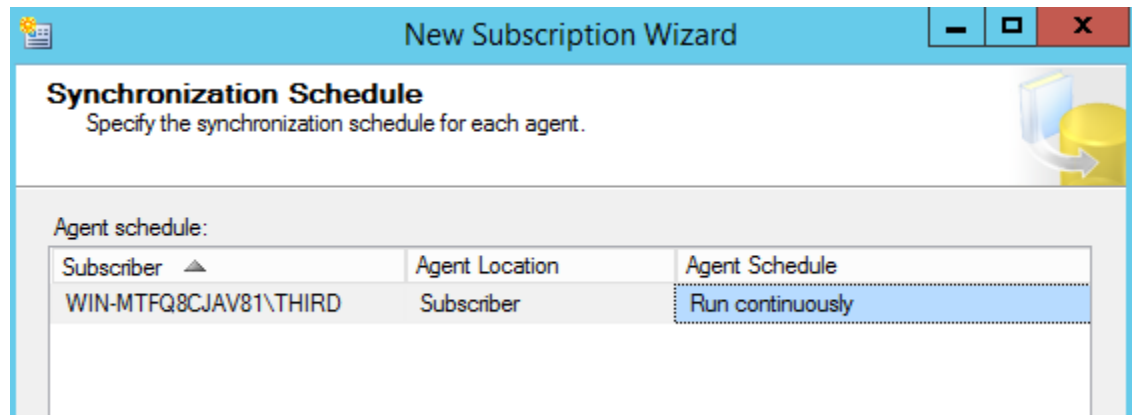 New Subscription Wizard
Synchronization Schedule
Specify the synchronization schedule for each agent.
Agent schedule:
Subscriber Agent Location Agent Schedule
WIN-MTFQ8CJAV81\THIRD Subscriber Run continuously